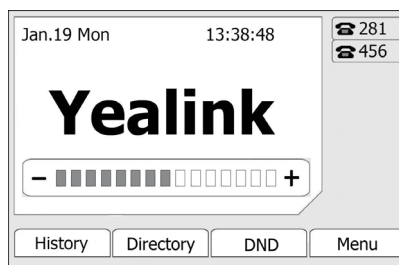 Jan.19 Mon 13:38:48
281
456
Yealink
− +
History Directory DND Menu